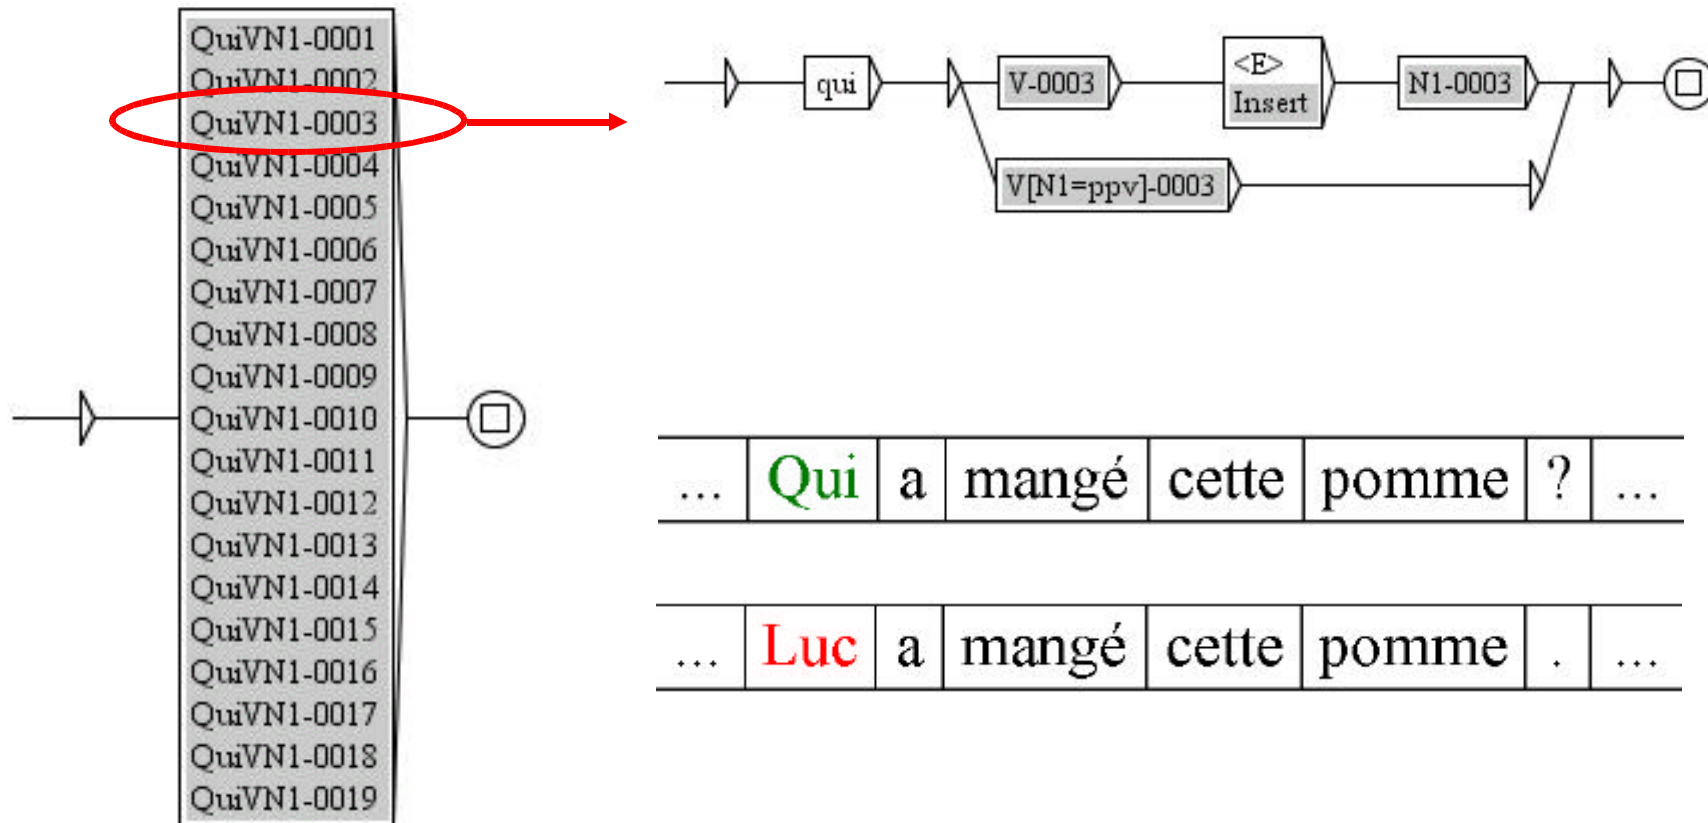 QuiVN1-0001
QuiVN1-0002
QuiVN1-0003
QuiVN1-0004
QuiVN1-0005
QuiVN1-0006
QuiVN1-0007
QuiVN1-0008
QuiVN1-0009
QuiVN1-0010
QuiVN1-0011
QuiVN1-0012
QuiVN1-0013
QuiVN1-0014
QuiVN1-0015
QuiVN1-0016
QuiVN1-0017
QuiVN1-0018
QuiVN1-0019
qui
V-0003
<E>
Insert
N1-0003
V[N1=ppv]-0003
... Qui a mangé cette pomme ? ...
... Luc a mangé cette pomme . ...